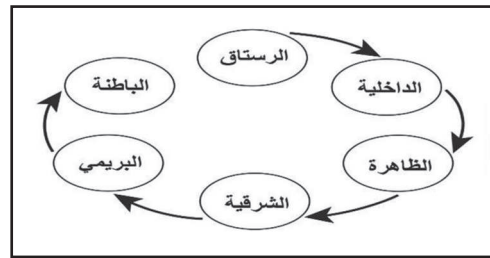 الرستاق
الداخلية
الظاهرة
الشرقية
البريمي
الباطنة